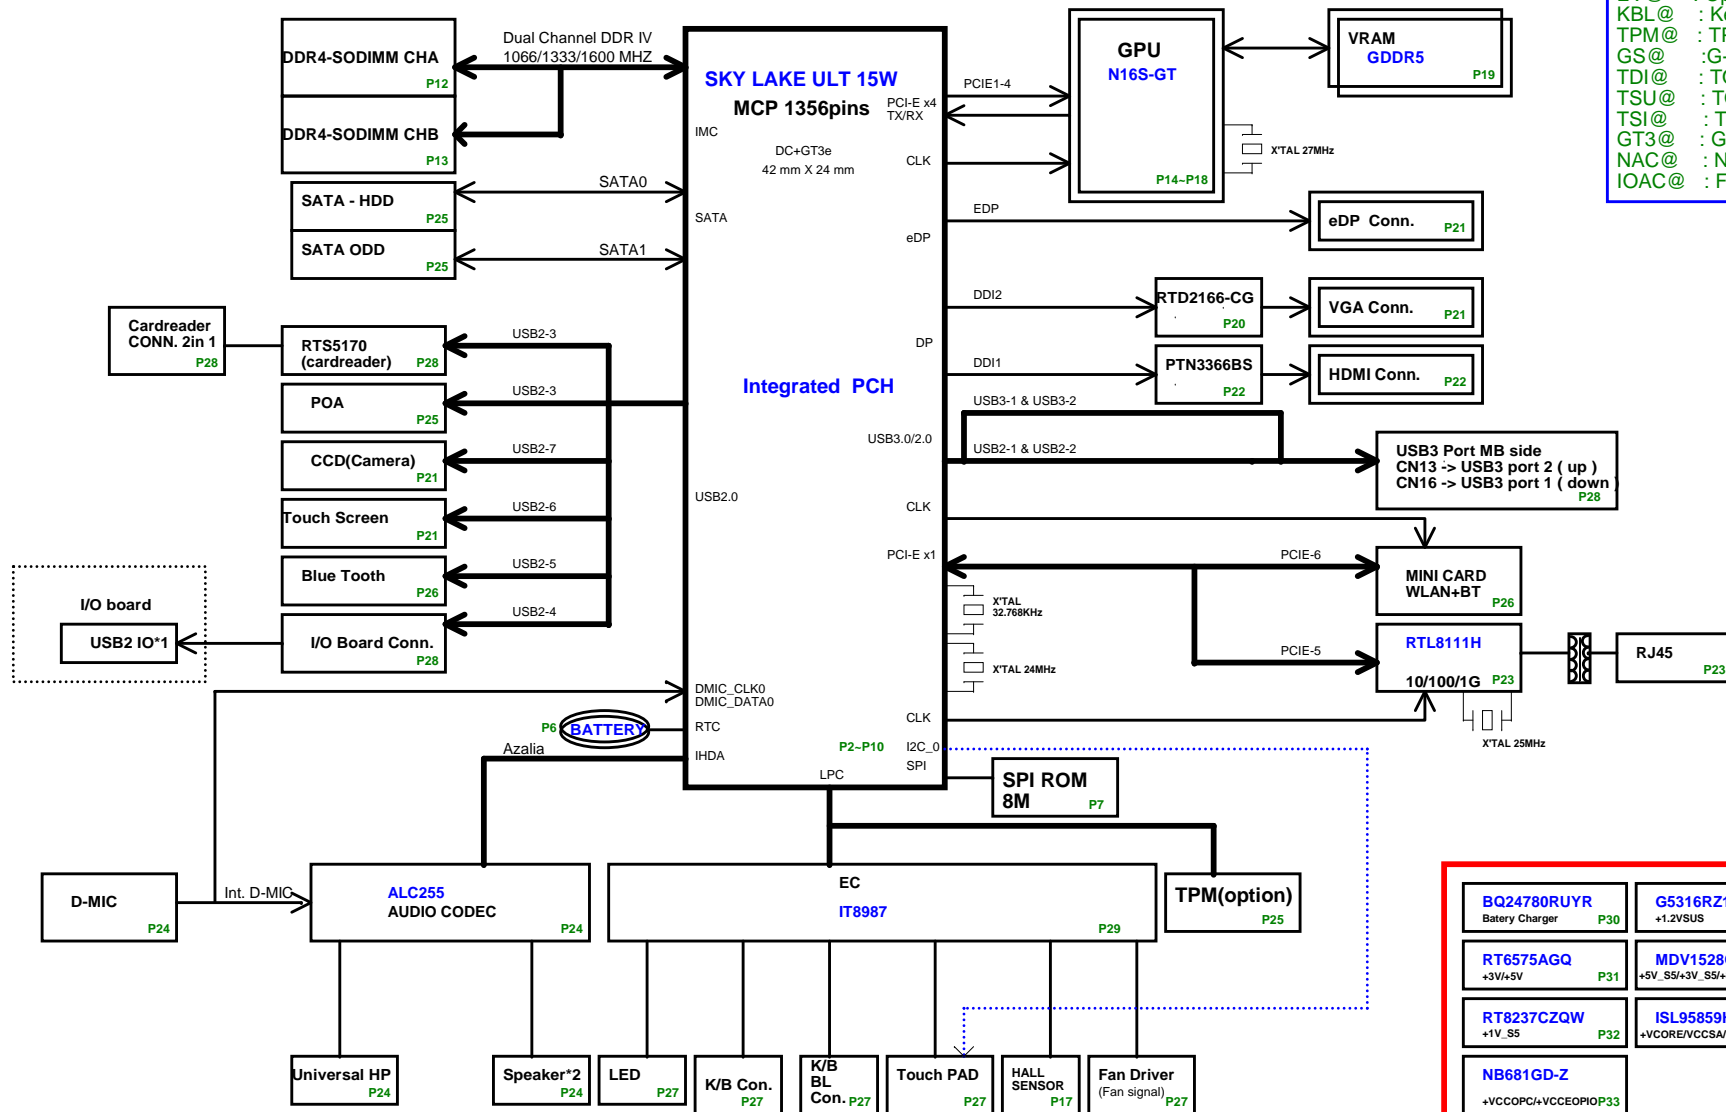 DDR4-SODIMM CHA
P12
DDR4-SODIMM CHB
P13
Dual Channel DDR IV
1066/1333/1600 MHZ
SATA - HDD
P25
SATA ODD
P25
SATA0
SATA1
SKY LAKE ULT 15W
MCP 1356pins
DC+GT3e
42 mm X 24 mm
Integrated PCH
IMC
SATA
USB2.0
DMIC_CLK0
DMIC_DATA0
RTC
IHDA
LPC
P2~P10
PCI-E x4
TX/RX
CLK
eDP
DP
USB3.0/2.0
CLK
PCI-E x1
CLK
I2C_0
SPI
PCIE1-4
GPU
N16S-GT
P14~P18
VRAM
GDDR5
P19
X'TAL 27MHz
EDP
eDP Conn.
P21
DDI2
RTD2166-CG
P20
VGA Conn.
P21
DDI1
PTN3366BS
P22
HDMI Conn.
P22
USB3-1 & USB3-2
USB2-1 & USB2-2
USB3 Port MB side
CN13 -> USB3 port 2 ( up )
CN16 -> USB3 port 1 ( down )
P28
PCIE-6
MINI CARD
WLAN+BT
P26
X'TAL
32.768KHz
X'TAL 24MHz
PCIE-5
RTL8111H
10/100/1G
P23
RJ45
P23
X'TAL 25MHz
SPI ROM
8M
P7
Cardreader
CONN. 2in 1
P28
RTS5170
(cardreader)
P28
USB2-3
POA
P25
USB2-3
CCD(Camera)
P21
USB2-7
Touch Screen
P21
USB2-6
Blue Tooth
P26
USB2-5
I/O Board Conn.
P28
USB2-4
I/O board
USB2 IO*1
P6
BATTERY
Azalia
D-MIC
P24
Int. D-MIC
ALC255
AUDIO CODEC
P24
EC
IT8987
P29
TPM(option)
P25
Universal HP
P24
Speaker*2
P24
LED
P27
K/B Con.
P27
K/B
BL
Con.
P27
Touch PAD
P27
HALL
SENSOR
P17
Fan Driver
(Fan signal)
P27
KBL@
TPM@
GS@ :G-
TDI@
TSU@
TSI@
GT3@
NAC@
IOAC@
BQ24780RUYR
Batery Charger
P30
+1.2VSUS
RT6575AGQ
+3V/+5V
P31
RT8237CZQW
+1V_S5
P32
NB681GD-Z
+VCCOPC/+VCCEOPIO
P33